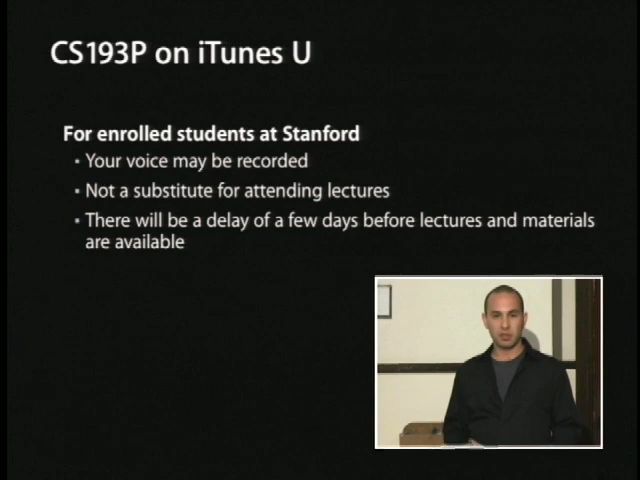 CS193P on iTunes U
For enrolled students at Stanford
▪ Your voice may be recorded
▪ Not a substitute for attending lectures
▪ There will be a delay of a few days before lectures and materials
are available